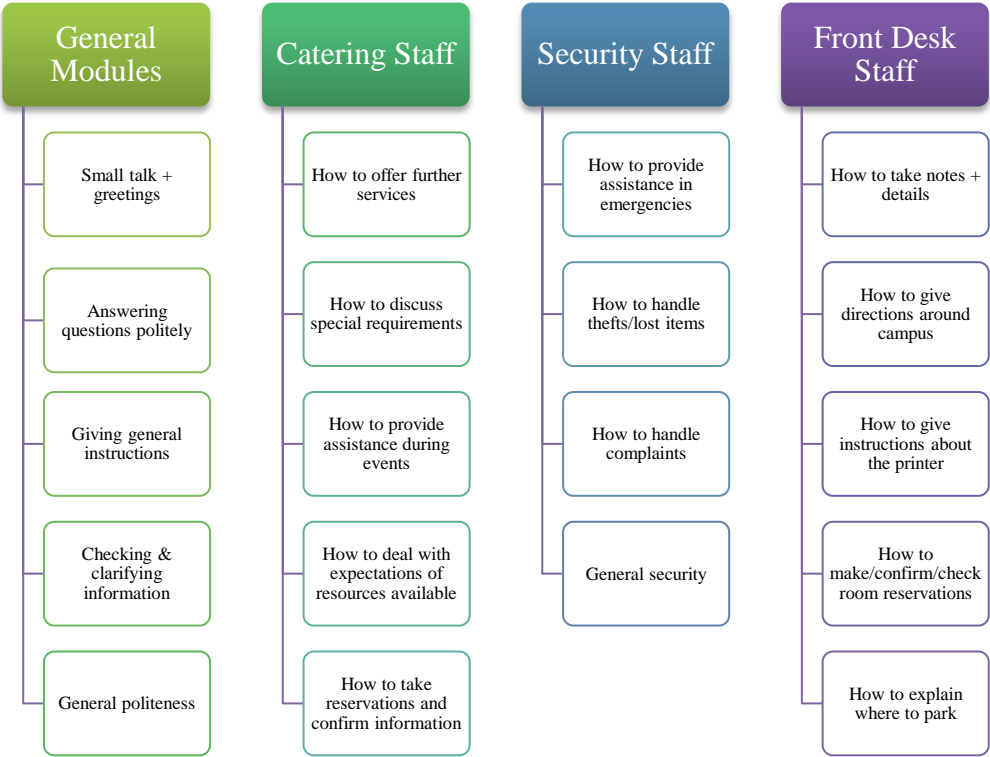 General
Modules
Small talk +
greetings
Answering
questions politely
Giving general
instructions
Checking &
clarifying
information
General politeness
Catering Staff
How to offer further
services
How to discuss
special requirements
How to provide
assistance during
events
How to deal with
expectations of
resources available
How to take
reservations and
confirm information
Security Staff
How to provide
assistance in
emergencies
How to handle
thefts/lost items
How to handle
complaints
General security
Front Desk
Staff
How to take notes +
details
How to give
directions around
campus
How to give
instructions about
the printer
How to
make/confirm/check
room reservations
How to explain
where to park